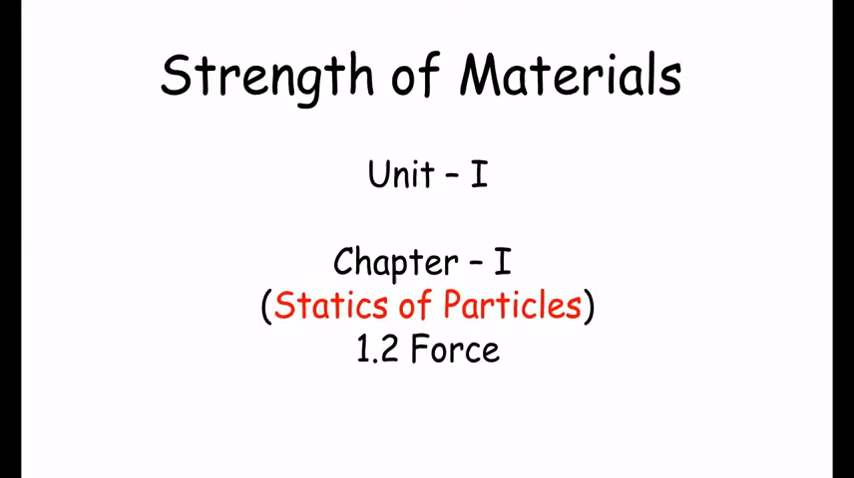 Strength of Materials
Unit – I
Chapter – I
(Statics of Particles)
1.2 Force